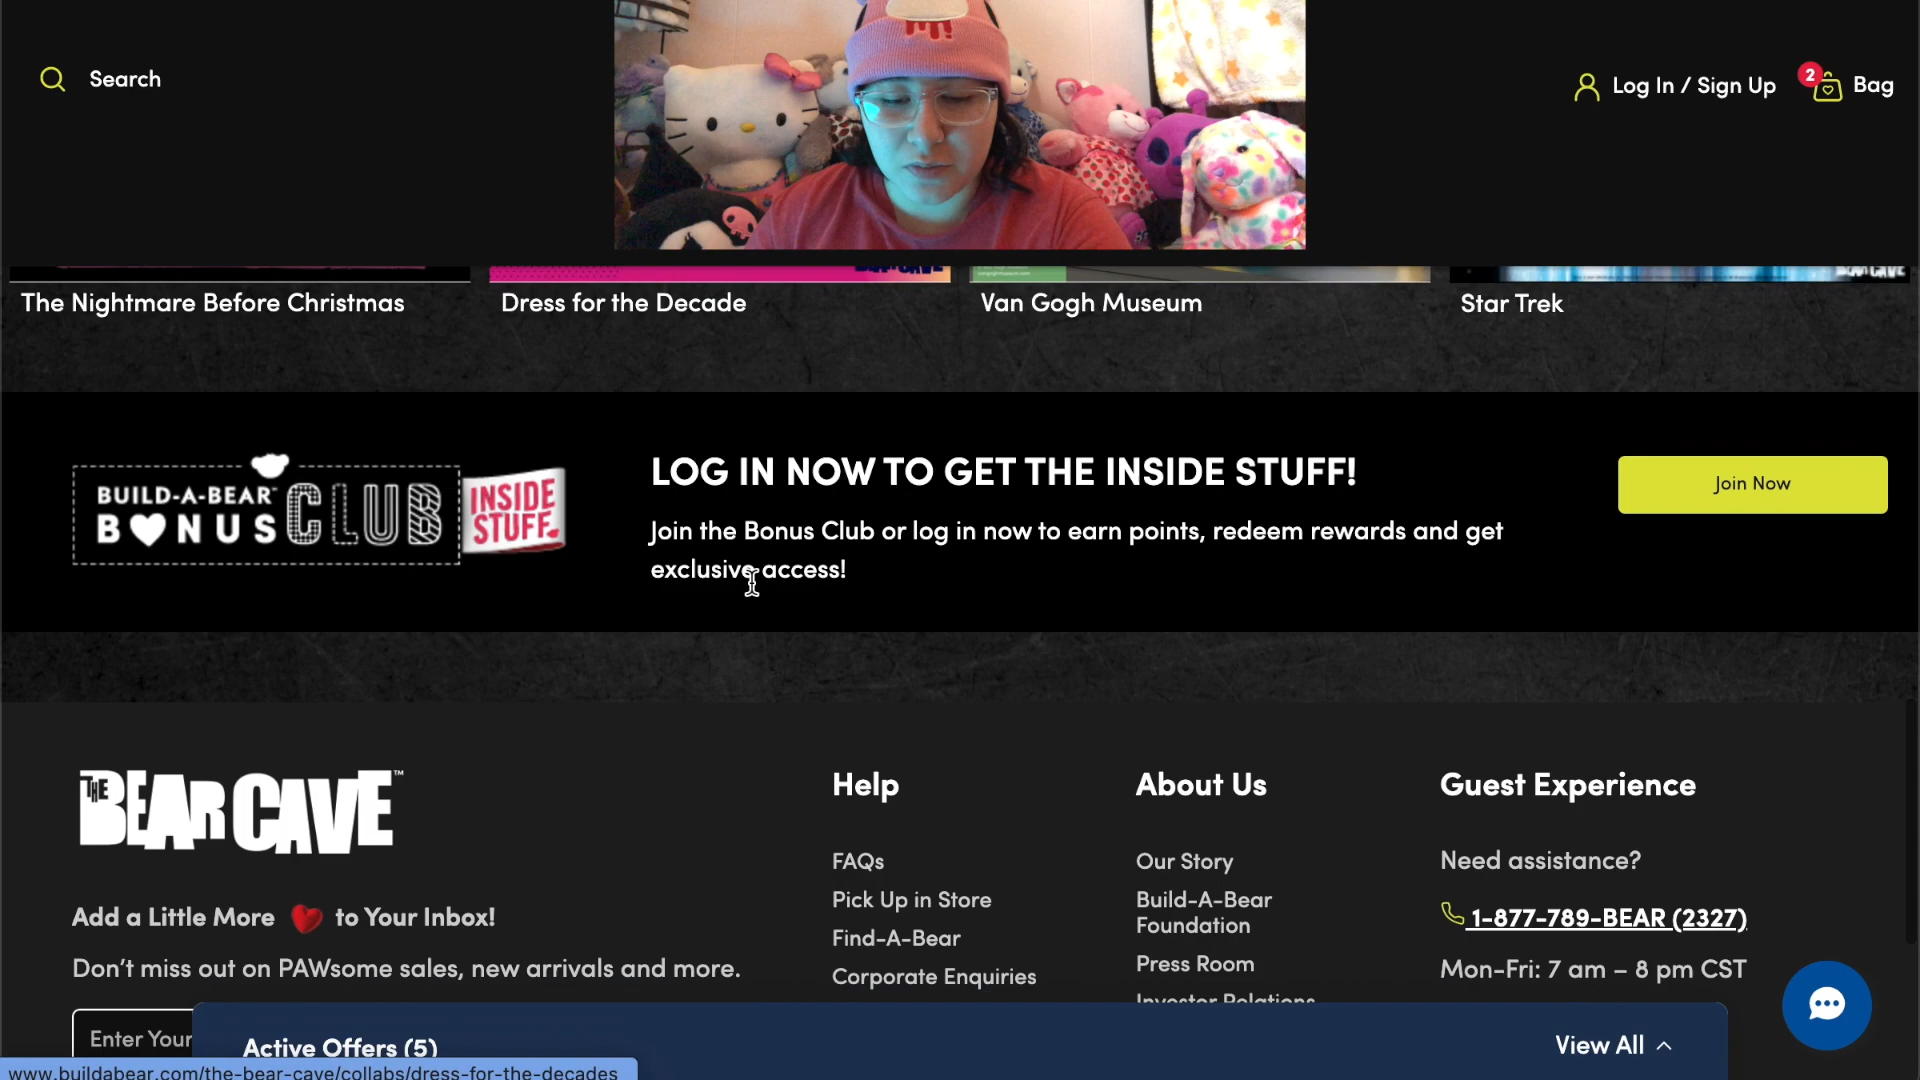 Search
Log In / Sign Up
2
Bag
The Nightmare Before Christmas
Dress for the Decade
Van Gogh Museum
Star Trek
BUILD-A-BEAR
BONUS CLUB
INSIDE
STUFF.
LOG IN NOW TO GET THE INSIDE STUFF!
Join the Bonus Club or log in now to earn points, redeem rewards and get
exclusive access!
Join Now
THE BEAR CAVE™
Add a Little More to Your Inbox!
Don't miss out on PAWsome sales, new arrivals and more.
Enter Your
Help
FAQs
Pick Up in Store
Find-A-Bear
Corporate Enquiries
About Us
Our Story
Build-A-Bear
Foundation
Press Room
Investor Relations
Guest Experience
Need assistance?
1-877-789-BEAR (2327)
Mon-Fri: 7 am – 8 pm CST
Active Offers (5)
View All
www.buildabear.com/the-bear-cave/collabs/dress-for-the-decades